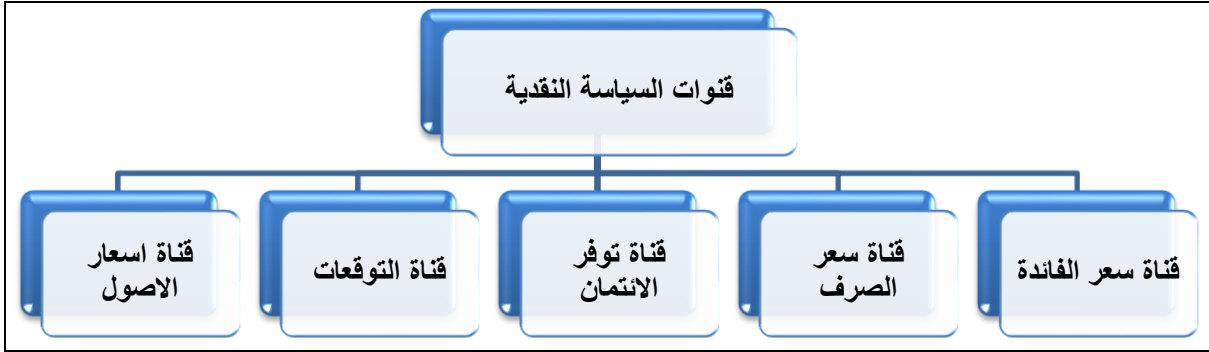 قنوات السياسة النقدية
قناة سعر الفائدة
قناة سعر
الصرف
قناة توفر
الائتمان
قناة التوقعات
قناة اسعار
الاصول